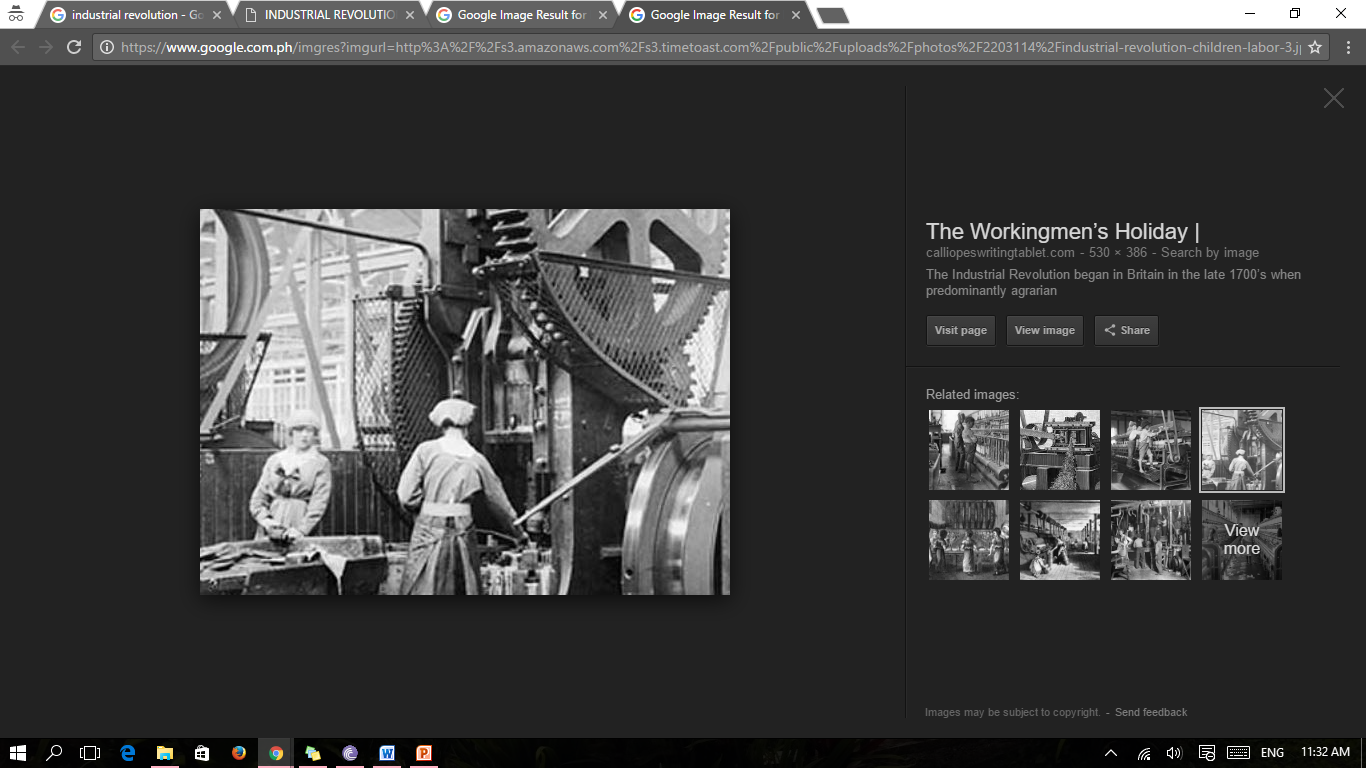 industrial revolution - Go
INDUSTRIAL REVOLUTIO
Google Image Result for
Google Image Result for
https://www.google.com.ph/imgres?imgurl=http%3A%2F%2Fs3.amazonaws.com%2Fs3.timetoast.com%2Fpublic%2Fuploads%2Fphotos%2F2203114%2Findustrial-revolution-children-labor-3.j
The Workingmen's Holiday |
calliopeswritingtablet.com - 530 × 386 - Search by image
The Industrial Revolution began in Britain in the late 1700's when
predominantly agrarian
Visit page
View image
Share
Related images:
View
more
Images may be subject to copyright. - Send feedback
ENG
11:32 AM